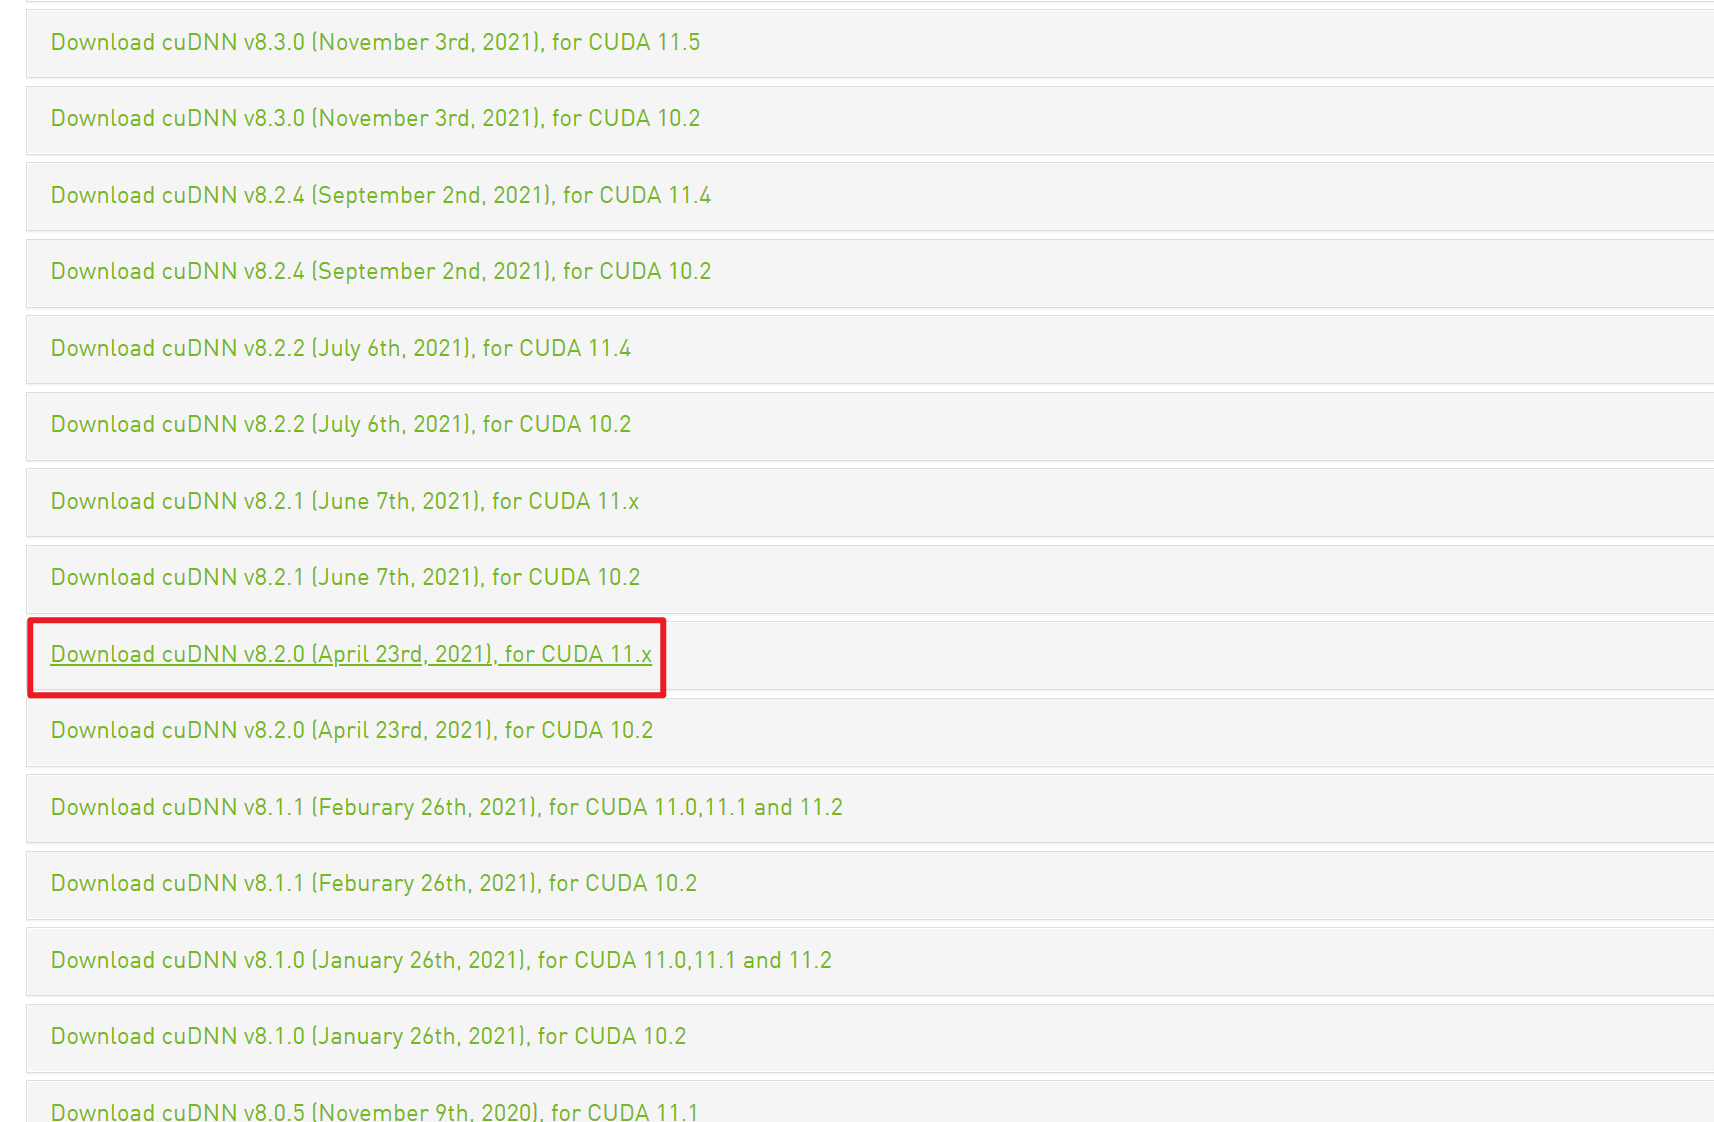 Download cuDNN v8.3.0 (November 3rd, 2021), for CUDA 11.5
Download cuDNN v8.3.0 (November 3rd, 2021), for CUDA 10.2
Download cuDNN v8.2.4 (September 2nd, 2021), for CUDA 11.4
Download cuDNN v8.2.4 (September 2nd, 2021), for CUDA 10.2
Download cuDNN v8.2.2 (July 6th, 2021), for CUDA 11.4
Download cuDNN v8.2.2 (July 6th, 2021), for CUDA 10.2
Download cuDNN v8.2.1 (June 7th, 2021), for CUDA 11.x
Download cuDNN v8.2.1 (June 7th, 2021), for CUDA 10.2
Download cuDNN v8.2.0 (April 23rd, 2021), for CUDA 11.x
Download cuDNN v8.2.0 (April 23rd, 2021), for CUDA 10.2
Download cuDNN v8.1.1 (Feburary 26th, 2021), for CUDA 11.0,11.1 and 11.2
Download cuDNN v8.1.1 (Feburary 26th, 2021), for CUDA 10.2
Download cuDNN v8.1.0 (January 26th, 2021), for CUDA 11.0,11.1 and 11.2
Download cuDNN v8.1.0 (January 26th, 2021), for CUDA 10.2
Download cuDNN v8.0.5 (November 9th, 2020), for CUDA 11.1